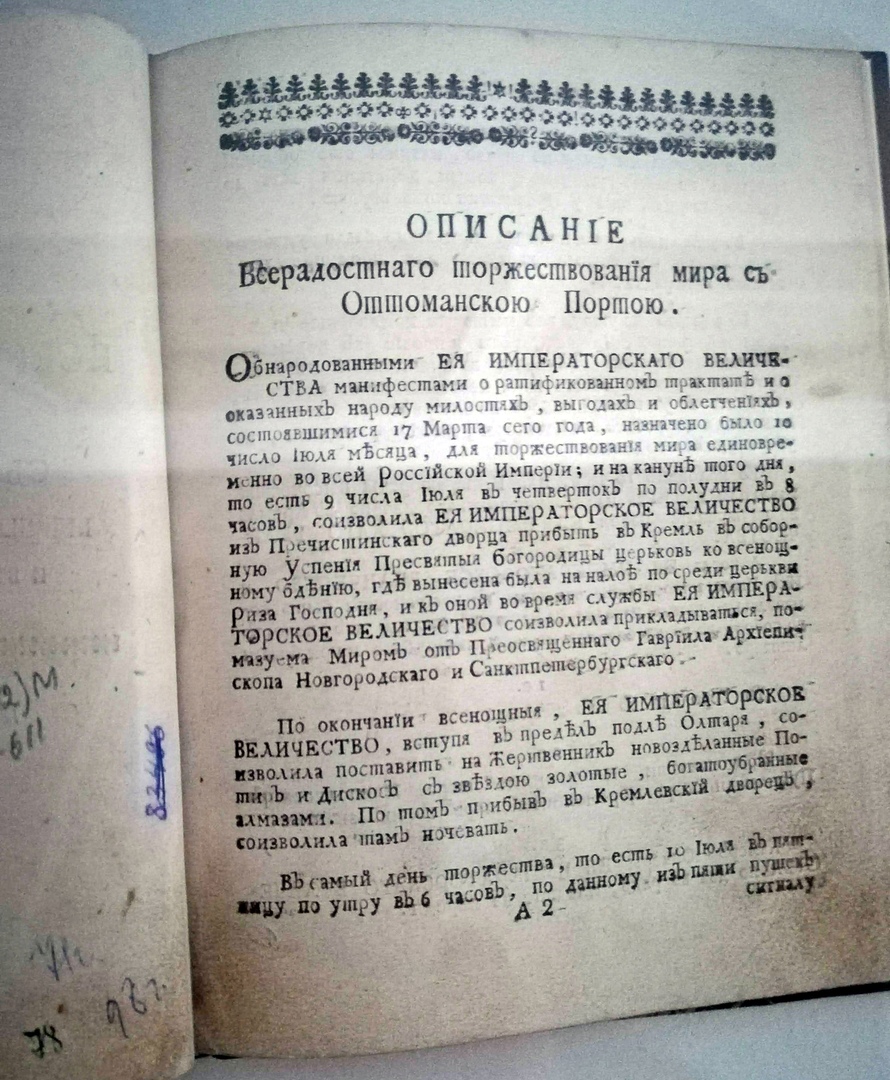 ОПИСАНІЕ
Всерадостнаго торжествованія мира съ
Оттоманскою Портою.
Обнародованными ЕЯ ИМПЕРАТОРСКАГО ВЕЛИЧЕ-
СТВА манифестами о ратификованномъ трактатѣ и о
оказанныхъ народу милостяхъ, выгодахъ и облегченіяхъ,
состоявшимися 17 Марта сего года, назначено было 10
число Іюля мѣсяца, для торжествованія мира единовре-
менно во всей Россійской Имперіи; и на канунѣ того дня,
то есть 9 числа Іюля въ четвертокъ по полудни въ 8
часовъ, соизволила ЕЯ ИМПЕРАТОРСКОЕ ВЕЛИЧЕСТВО
изъ Пречистинскаго дворца прибыть въ Кремль въ собор-
ную Успенія Пресвятыя богородицы церьковь ко всенощ-
ному бдѣнію, гдѣ вынесена была на налоѣ по среди церькви
Риза Господня, и къ оной во время службы ЕЯ ИМПЕРА-
ТОРСКОЕ ВЕЛИЧЕСТВО соизволила прикладываться, по-
мазуема Миромъ отъ Преосвященнаго Гавріила Архіепи-
скопа Новгородскаго и Санктпетербургскаго.
По окончаніи всенощныя, ЕЯ ИМПЕРАТОРСКОЕ
ВЕЛИЧЕСТВО, вступя въ предѣлъ подлѣ Олтаря, со-
изволила поставить на Жертвенникъ новоздѣланные По-
тиръ и Дискосъ съ звѣздою золотые, богатоубранные
алмазами. По томъ прибывъ въ Кремлевскій дворецъ,
соизволила тамъ ночевать.
Въ самый день торжества, то есть 10 Іюля въ пят-
ницу по утру въ 6 часовъ, по данному изъ пяти пушекъ
А 2
сигналу
78